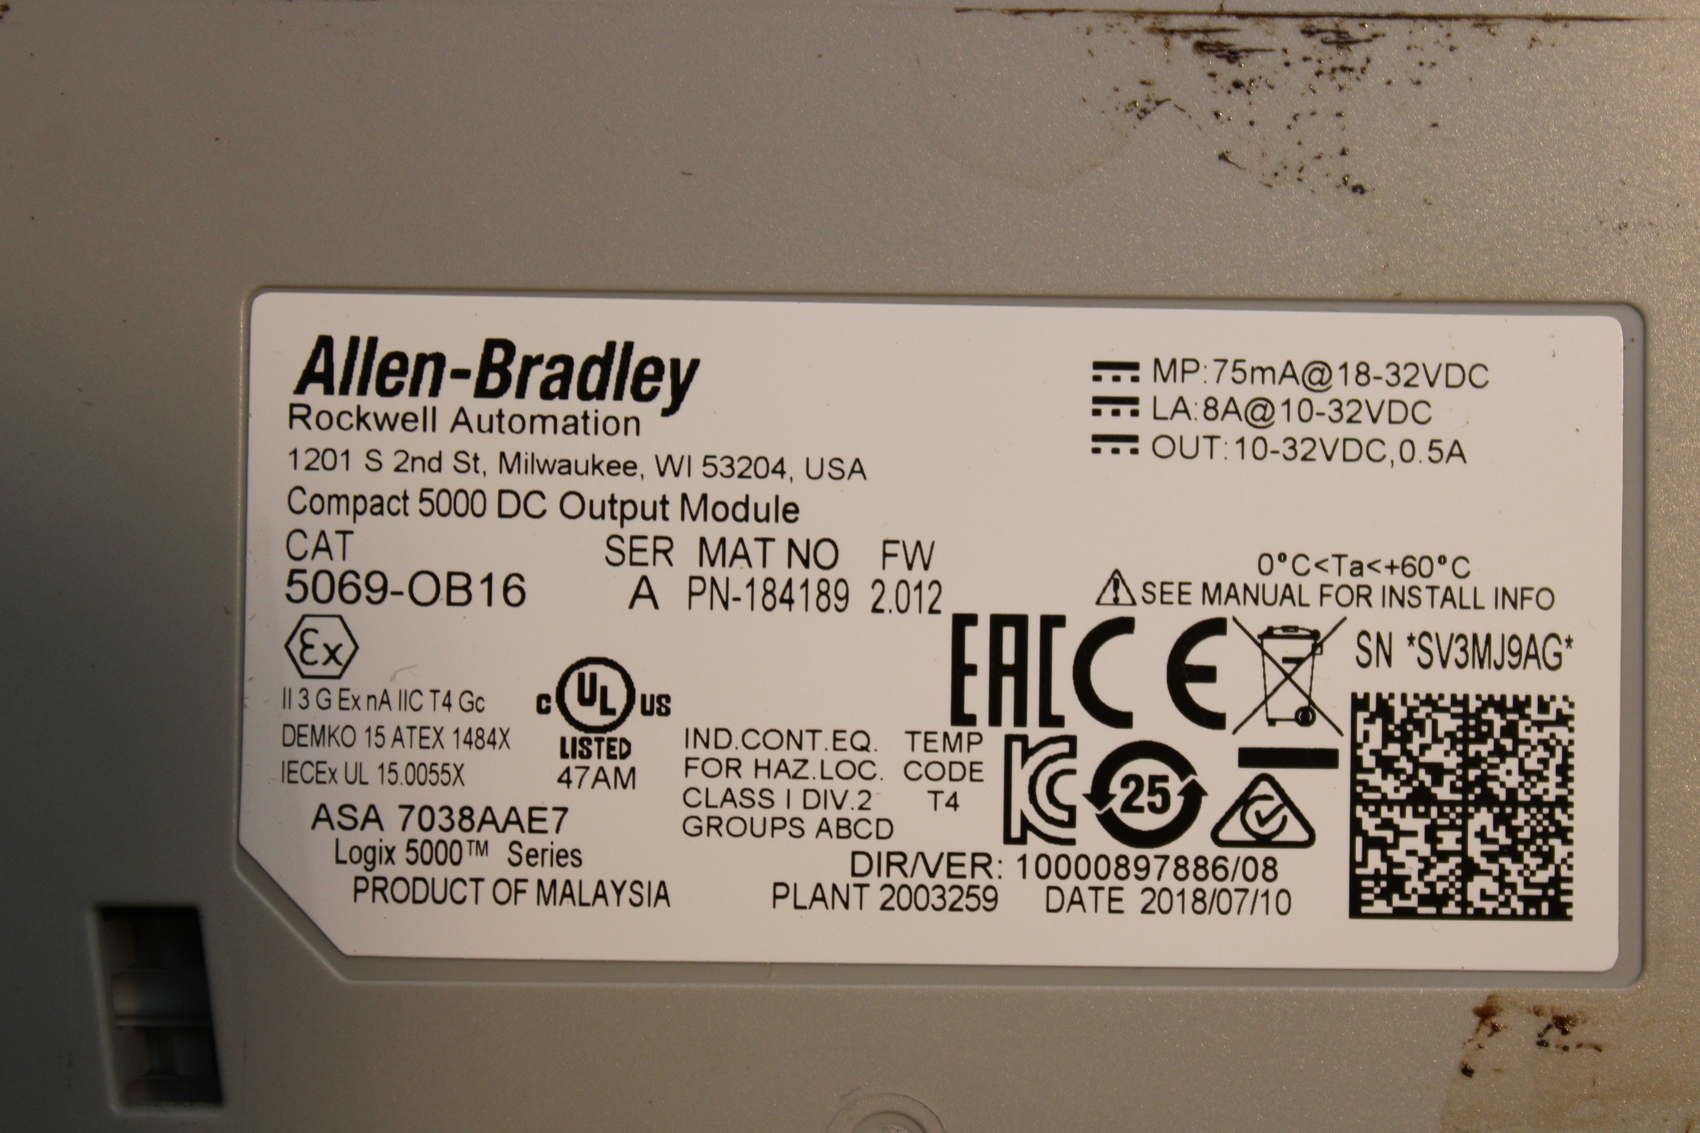 Allen-Bradley
Rockwell Automation
1201 S 2nd St, Milwaukee, WI 53204, USA
Compact 5000 DC Output Module
CAT SER MAT NO FW
5069-OB16 A PN-184189 2.012
MP:75mA@18-32VDC
LA:8A@10-32VDC
OUT:10-32VDC,0.5A
0°C<Ta<+60°C
SEE MANUAL FOR INSTALL INFO
Ex
II 3 G Ex nA IIC T4 Gc
DEMKO 15 ATEX 1484X
IECEx UL 15.0055X
C UL US
LISTED
47AM
IND.CONT.EQ.
FOR HAZ.LOC.
CLASS I DIV.2
GROUPS ABCD
TEMP
CODE
T4
EAC CE
KC 25
SN *SV3MJ9AG*
ASA 7038AAE7
Logix 5000™ Series
PRODUCT OF MALAYSIA
DIR/VER: 10000897886/08
PLANT 2003259 DATE 2018/07/10